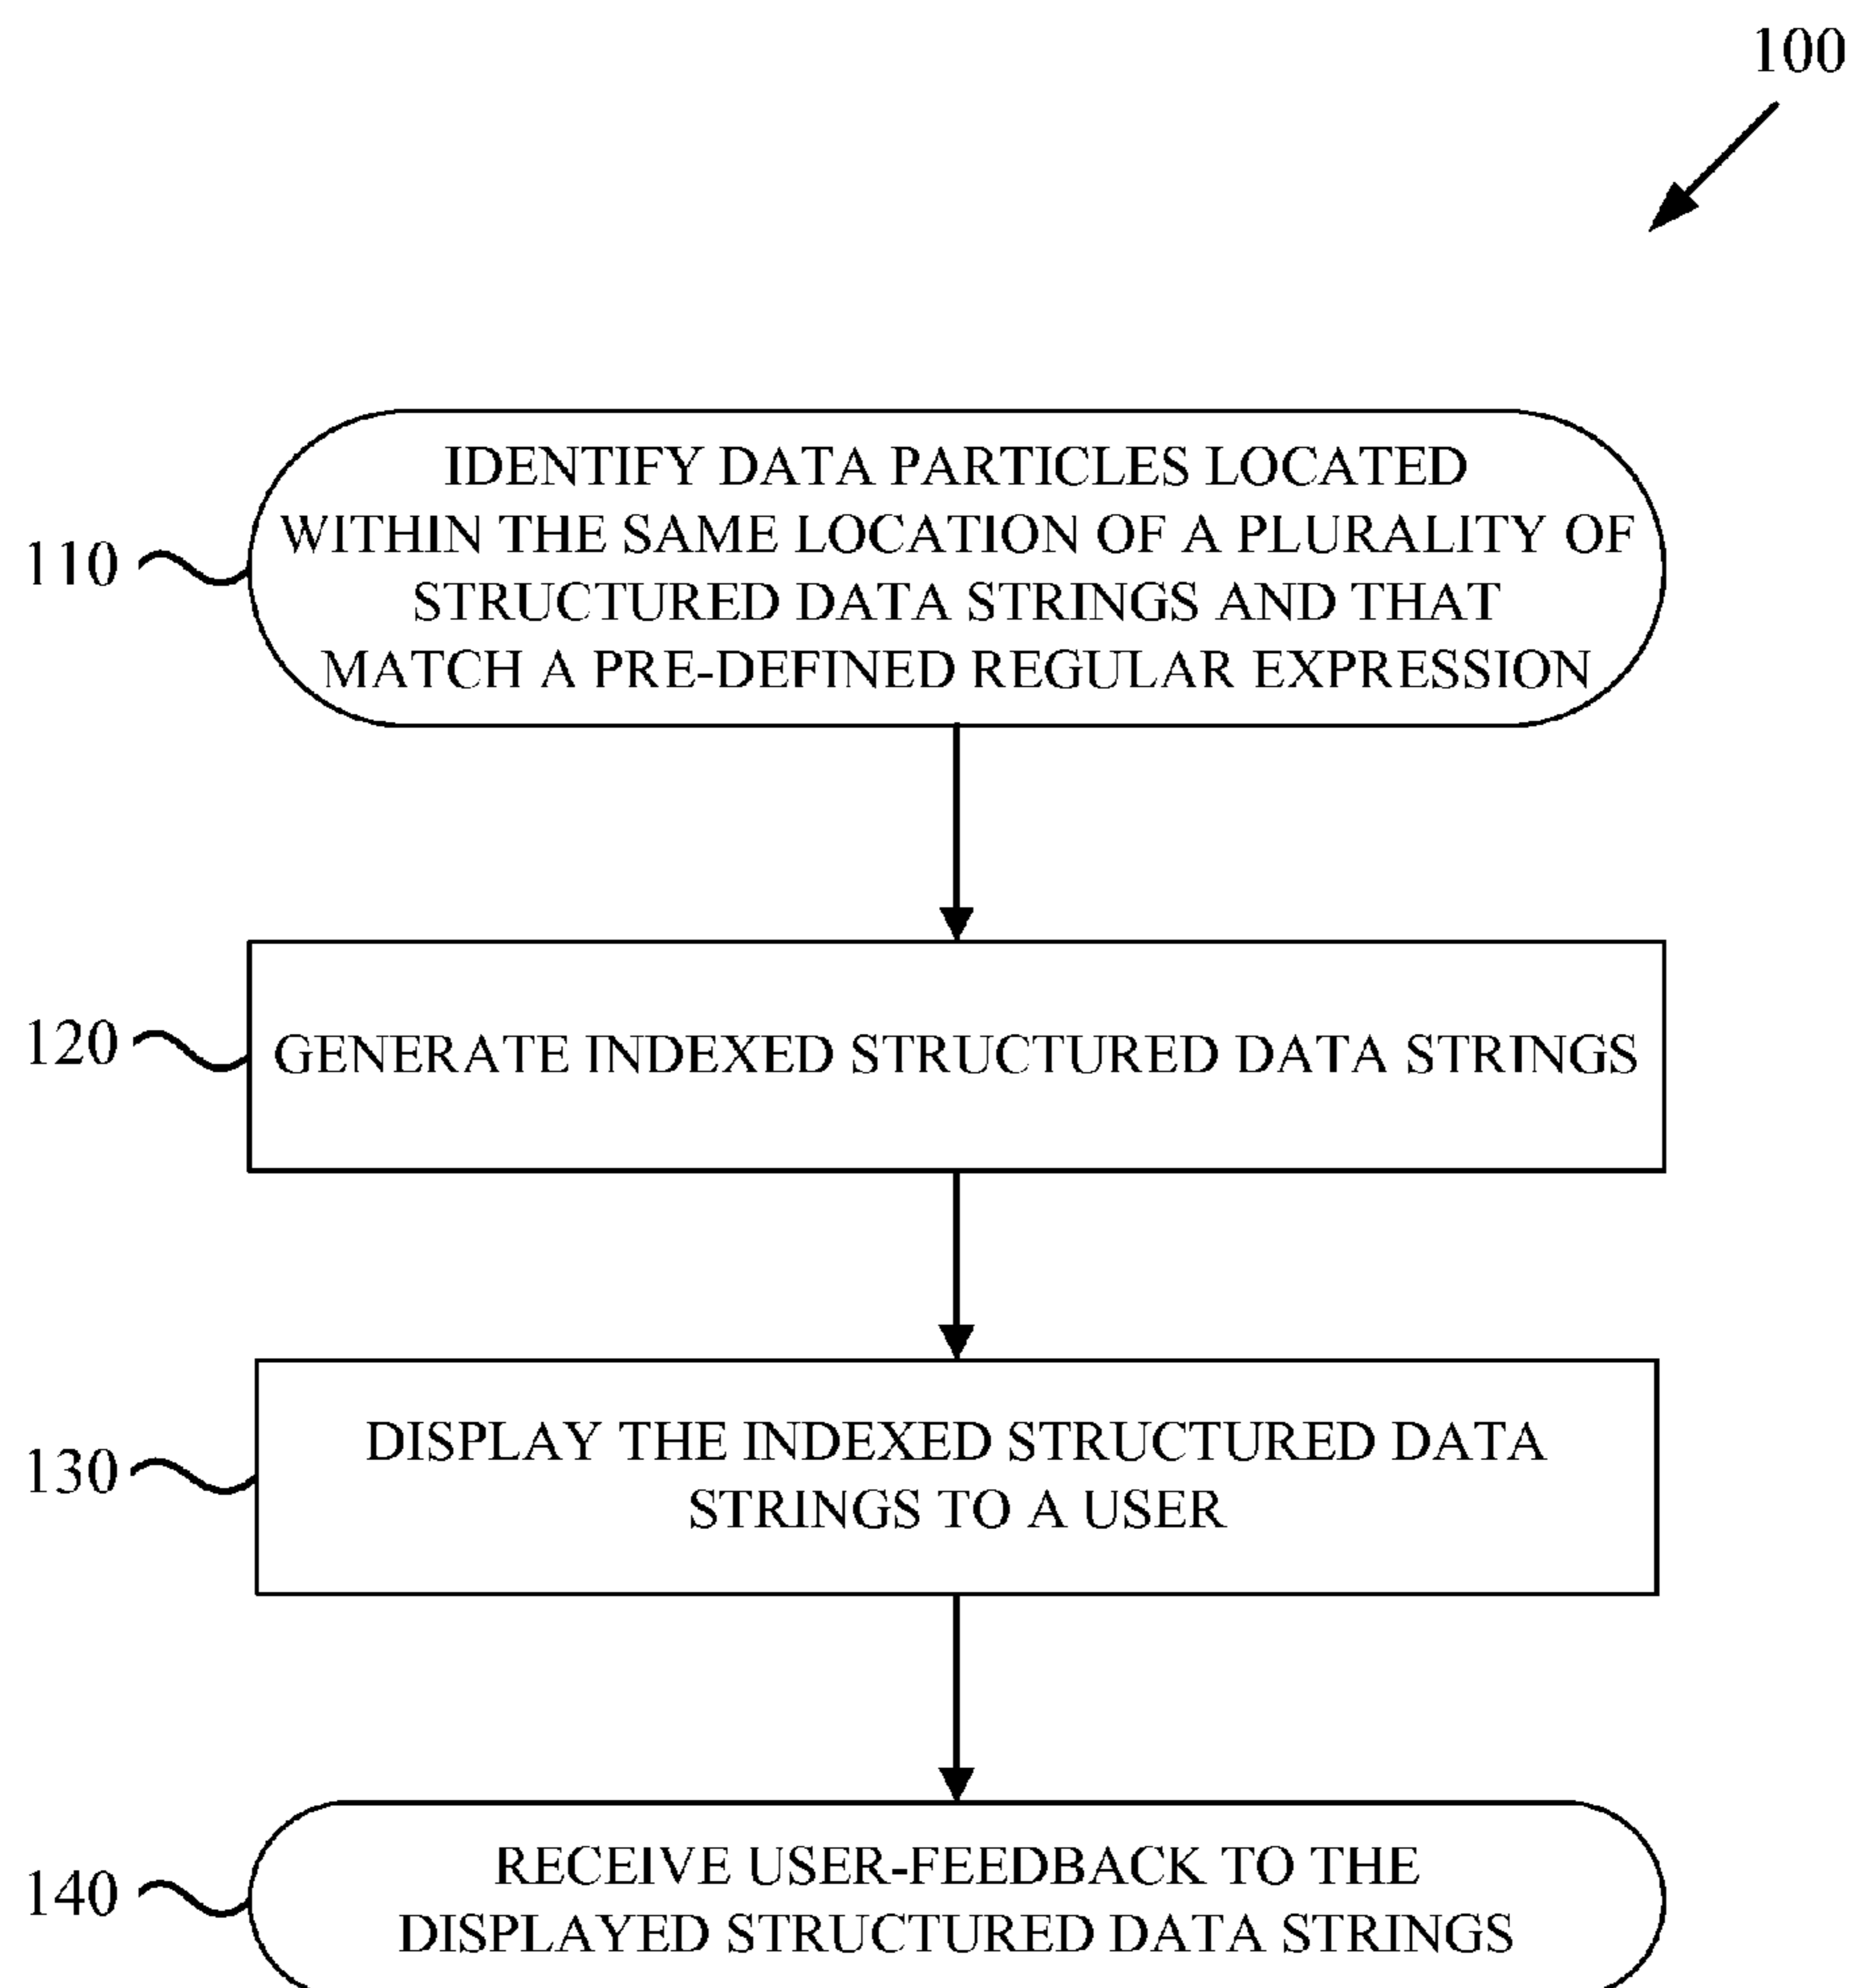 100
110
IDENTIFY DATA PARTICLES LOCATED
WITHIN THE SAME LOCATION OF A PLURALITY OF
STRUCTURED DATA STRINGS AND THAT
MATCH A PRE-DEFINED REGULAR EXPRESSION
120
GENERATE INDEXED STRUCTURED DATA STRINGS
130
DISPLAY THE INDEXED STRUCTURED DATA
STRINGS TO A USER
140
RECEIVE USER-FEEDBACK TO THE
DISPLAYED STRUCTURED DATA STRINGS